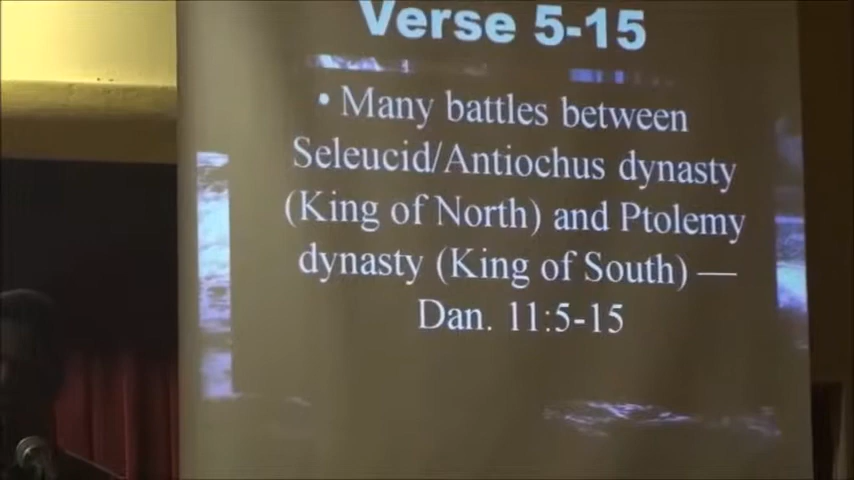 Verse 5-15
• Many battles between
Seleucid/Antiochus dynasty
(King of North) and Ptolemy
dynasty (King of South) —
Dan. 11:5-15